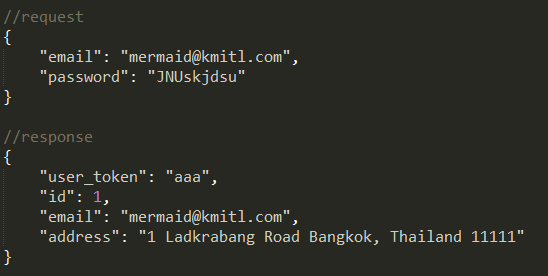 //request
{
    "email": "mermaid@kmitl.com",
    "password": "JNUskjdsu"
}

//response
{
    "user_token": "aaa",
    "id": 1,
    "email": "mermaid@kmitl.com",
    "address": "1 Ladkrabang Road Bangkok, Thailand 11111"
}